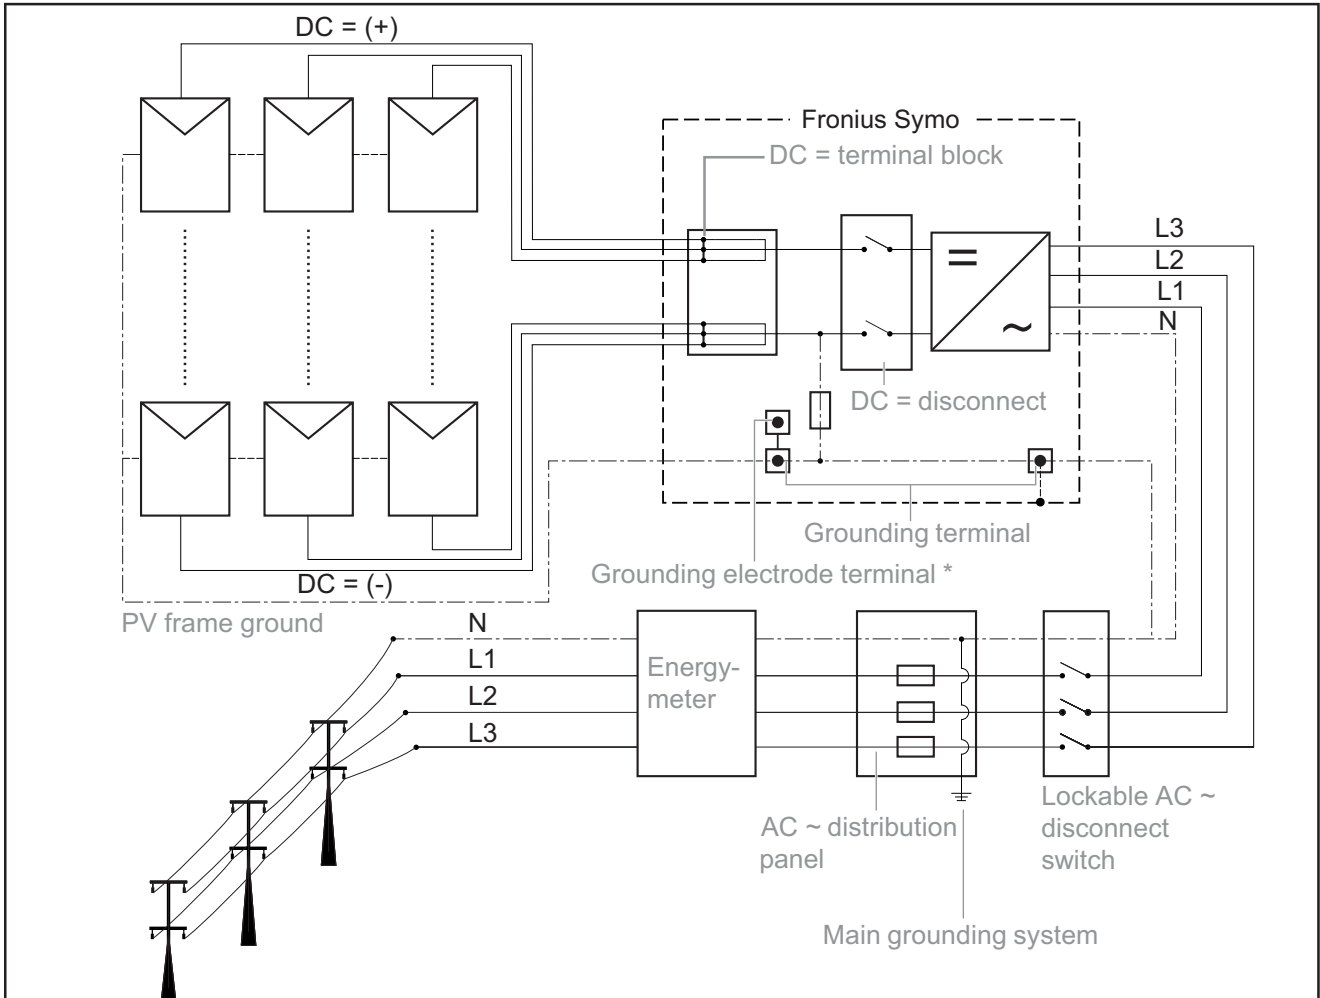 DC = (+)
Fronius Symo
DC = terminal block
L3
L2
L1
N
=
~
DC = disconnect
Grounding terminal
Grounding electrode terminal *
DC = (-)
PV frame ground
N
L1
L2
L3
Energy-
meter
AC ~ distribution
panel
Lockable AC ~
disconnect
switch
Main grounding system